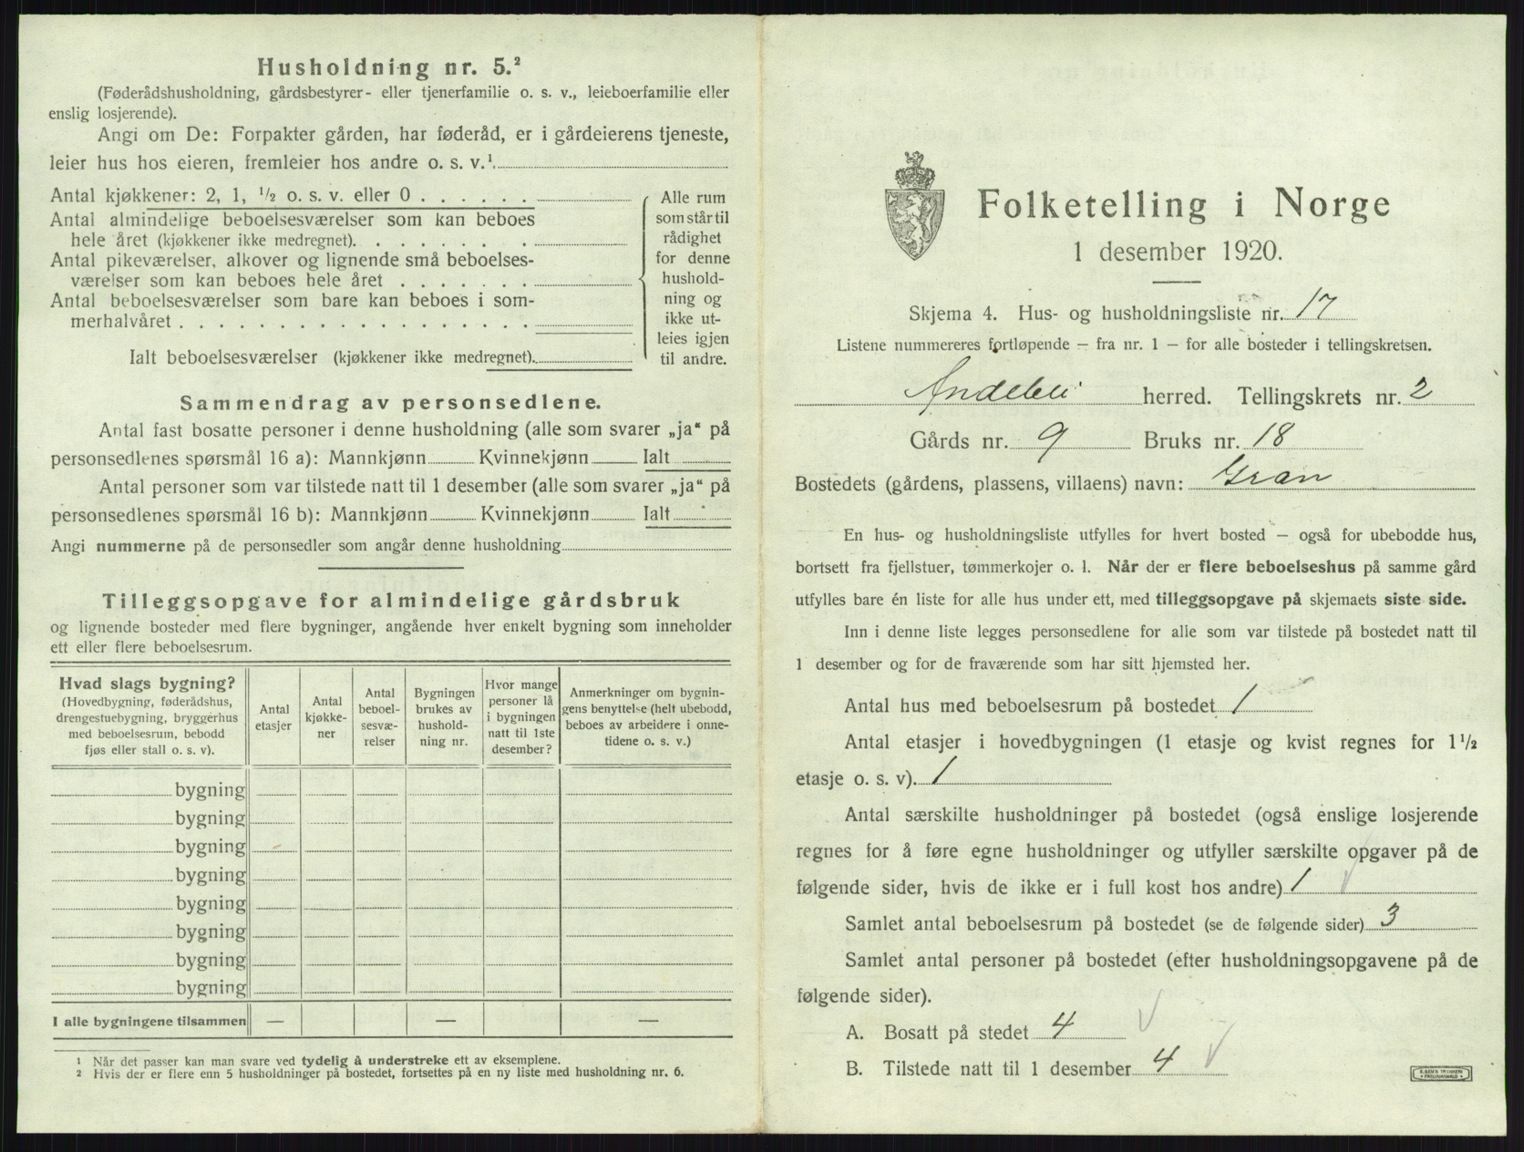 Husholdning nr. 5.²
(Føderådshusholdning, gårdsbestyrer- eller tjenerfamilie o. s. v., leieboerfamilie eller
enslig losjerende).
Angi om De: Forpakter gården, har føderåd, er i gårdeierens tjeneste,
leier hus hos eieren, fremleier hos andre o. s. v.¹
Antal kjøkkener: 2, 1, ½ o. s. v. eller 0 . . . . . .
Antal almindelige beboelsesværelser som kan beboes
hele året (kjøkkener ikke medregnet). . . . . . . .
Antal pikeværelser, alkover og lignende små beboelses-
værelser som kan beboes hele året . . . . . . .
Antal beboelsesværelser som bare kan beboes i som-
merhalvåret . . . . . . . . . . . . . . . . . .
Ialt beboelsesværelser (kjøkkener ikke medregnet).
Alle rum
som står til
rådighet
for denne
hushold-
ning og
ikke ut-
leies igjen
til andre.
Sammendrag av personsedlene.
Antal fast bosatte personer i denne husholdning (alle som svarer „ja" på
personsedlenes spørsmål 16 a): Mannkjønn Kvinnekjønn Ialt
Antal personer som var tilstede natt til 1 desember (alle som svarer „ja" på
personsedlenes spørsmål 16 b): Mannkjønn Kvinnekjønn Ialt
Angi nummerne på de personsedler som angår denne husholdning
Tilleggsopgave for almindelige gårdsbruk
og lignende bosteder med flere bygninger, angående hver enkelt bygning som inneholder
ett eller flere beboelsesrum.
Hvad slags bygning?
(Hovedbygning, føderådshus,
drengestuebygning, bryggerhus
med beboelsesrum, bebodd
fjøs eller stall o. s. v).
Antal
etasjer
Antal
kjøkke-
ner
Antal
beboel-
sesvæ-
relser
Bygningen
brukes av
hushold-
ning nr.
Hvor mange
personer lå
i bygningen
natt til 1ste
desember?
Anmerkninger om bygnin-
gens benyttelse (helt ubebodd,
beboes av arbeidere i onne-
tidene o. s. v.)
bygning
bygning
bygning
bygning
bygning
bygning
bygning
bygning
I alle bygningene tilsammen — — —
¹ Når det passer kan man svare ved tydelig å understreke ett av eksemplene.
² Hvis der er flere enn 5 husholdninger på bostedet, fortsettes på en ny liste med husholdning nr. 6.
Folketelling i Norge
1 desember 1920.
Skjema 4. Hus- og husholdningsliste nr. 17
Listene nummereres fortløpende — fra nr. 1 — for alle bosteder i tellingskretsen.
Andebu herred. Tellingskrets nr. 2
Gårds nr. 9 Bruks nr. 18
Bostedets (gårdens, plassens, villaens) navn: Gran
En hus- og husholdningsliste utfylles for hvert bosted — også for ubebodde hus,
bortsett fra fjellstuer, tømmerkojer o. l. Når der er flere beboelseshus på samme gård
utfylles bare én liste for alle hus under ett, med tilleggsopgave på skjemaets siste side.
Inn i denne liste legges personsedlene for alle som var tilstede på bostedet natt til
1 desember og for de fraværende som har sitt hjemsted her.
Antal hus med beboelsesrum på bostedet 1
Antal etasjer i hovedbygningen (1 etasje og kvist regnes for 1½
etasje o. s. v). 1
Antal særskilte husholdninger på bostedet (også enslige losjerende
regnes for å føre egne husholdninger og utfyller særskilte opgaver på de
følgende sider, hvis de ikke er i full kost hos andre) 1
Samlet antal beboelsesrum på bostedet (se de følgende sider) 3
Samlet antal personer på bostedet (efter husholdningsopgavene på de
følgende sider).
A. Bosatt på stedet 4
B. Tilstede natt til 1 desember 4